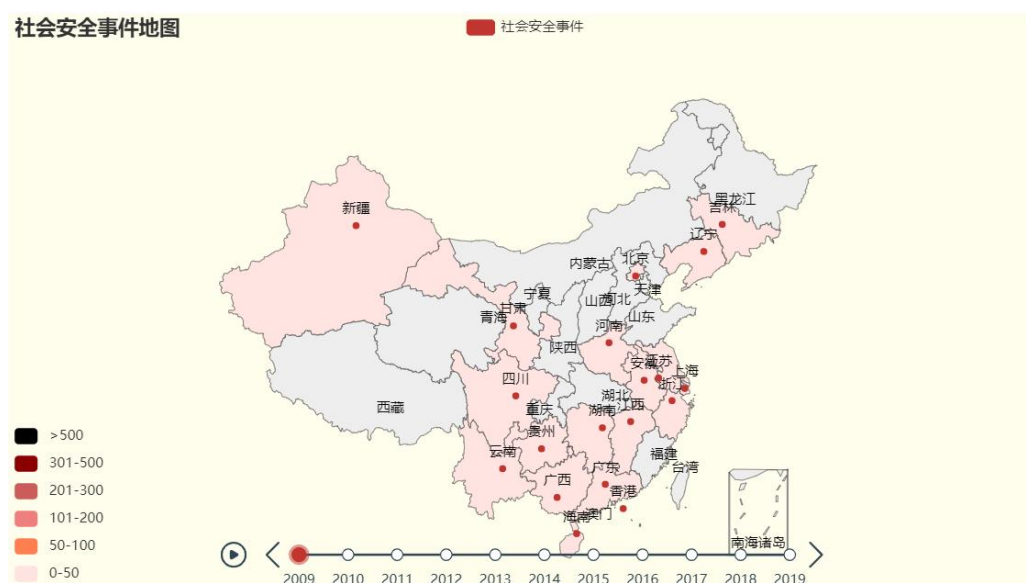 社会安全事件地图
社会安全事件
黑龙江
新疆
吉林
辽宁
北京
内蒙古
天津
宁夏
山西
河北
甘肃
青海
山东
河南
陕西
安徽
江苏
上海
四川
浙江
湖北
重庆
西藏
湖南
江西
贵州
云南
福建
广东
台湾
广西
香港
海南
澳门
南海诸岛
>500
301-500
201-300
101-200
50-100
0-50
2009 2010 2011 2012 2013 2014 2015 2016 2017 2018 2019